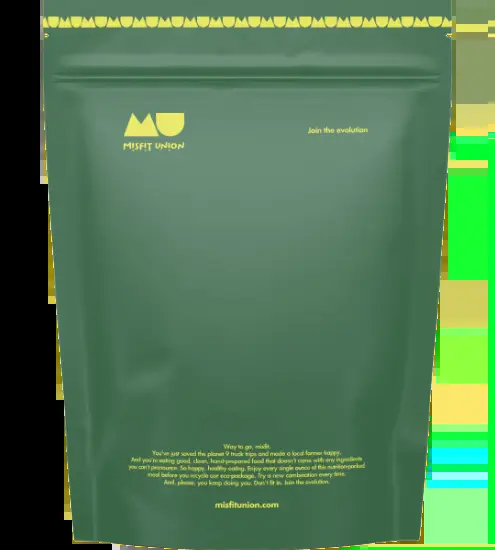 MU
Join the evolution
MISFIT UNION
Way to go, misfit.
You've just saved the planet 9 truck trips and made a local farmer happy.
And you're eating good, clean, hand-prepared food that doesn't come with any ingredients
you can't pronounce. So happy, healthy eating. Enjoy every single ounce of this nutrition-packed
meal before you recycle our eco-package. Try a new combination every time.
And, please, you keep doing you. Don't fit in. Join the evolution.
misfitunion.com